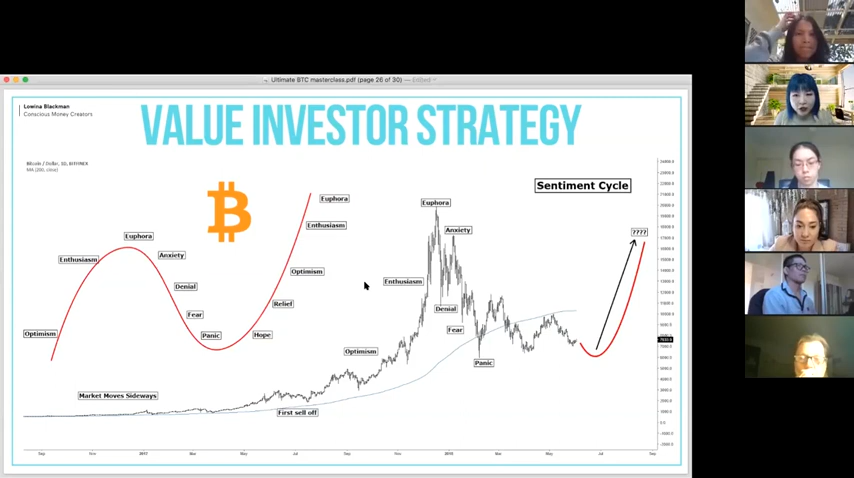 Ultimate BTC masterclass.pdf (page 26 of 30) — Edited
Lowina Blackman
Conscious Money Creators
VALUE INVESTOR STRATEGY
Bitcoin / Dollar, 1D, BITFINEX
MA (200, close)
Sentiment Cycle
Euphora
Enthusiasm
Optimism
Relief
Hope
Panic
Fear
Denial
Anxiety
Euphora
Enthusiasm
Optimism
Euphora
Anxiety
Enthusiasm
Denial
Fear
Panic
Optimism
????
Market Moves Sideways
First sell off
Sep Nov 2017 Mar May Jul Sep Nov 2018 Mar May Jul Sep